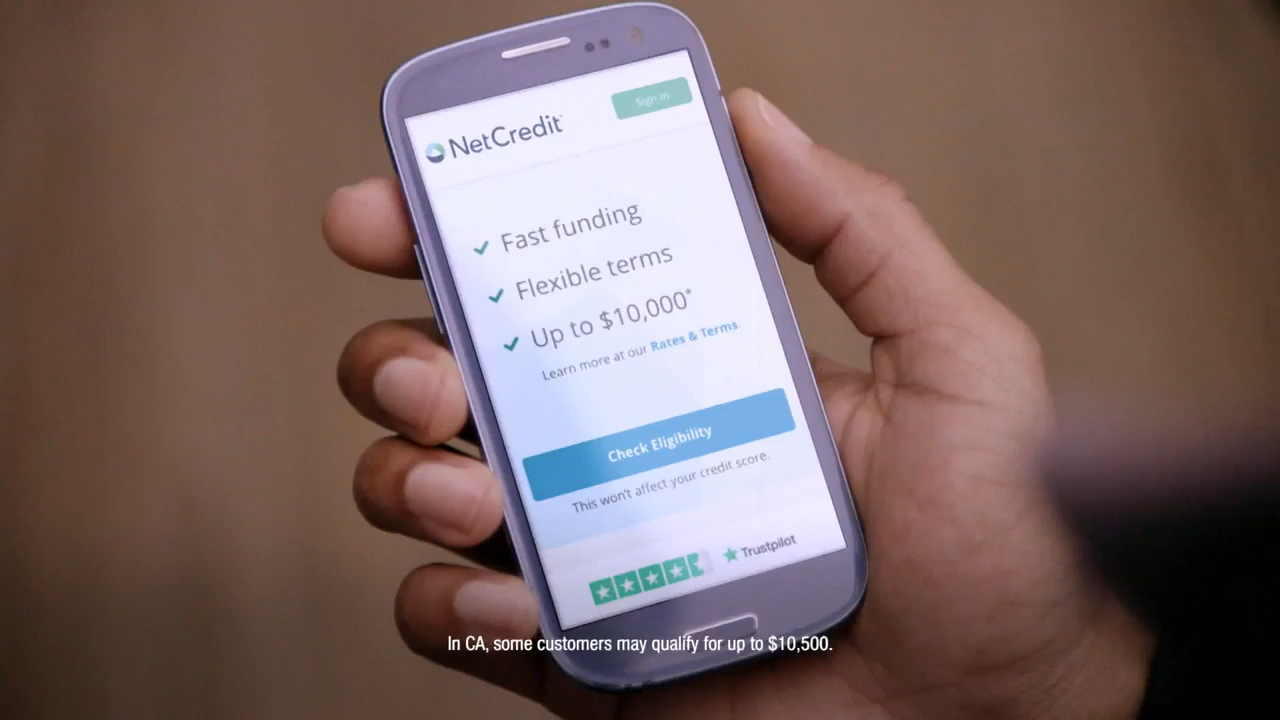 Sign in
NetCredit
Fast funding
Flexible terms
Up to $10,000*
Learn more at our Rates & Terms
Check Eligibility
This won't affect your credit score.
Trustpilot
In CA, some customers may qualify for up to $10,500.